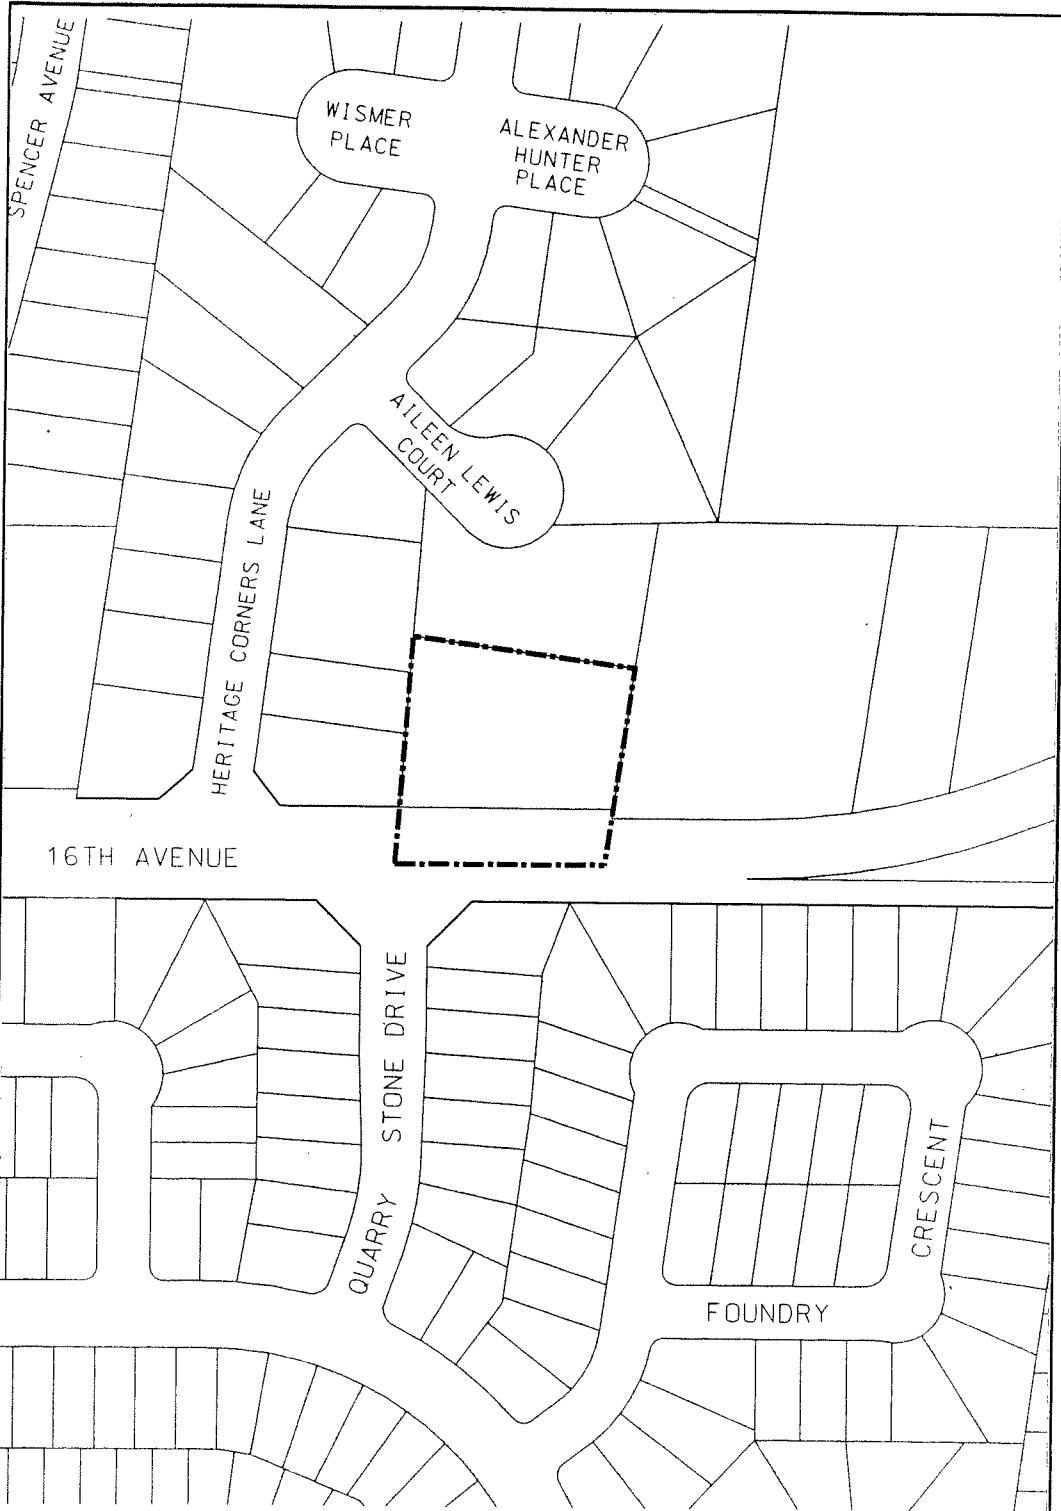 SPENCER AVENUE
WISMER
PLACE
ALEXANDER
HUNTER
PLACE
AILEEN LEWIS
COURT
HERITAGE CORNERS LANE
16TH AVENUE
QUARRY STONE DRIVE
CRESCENT
FOUNDRY